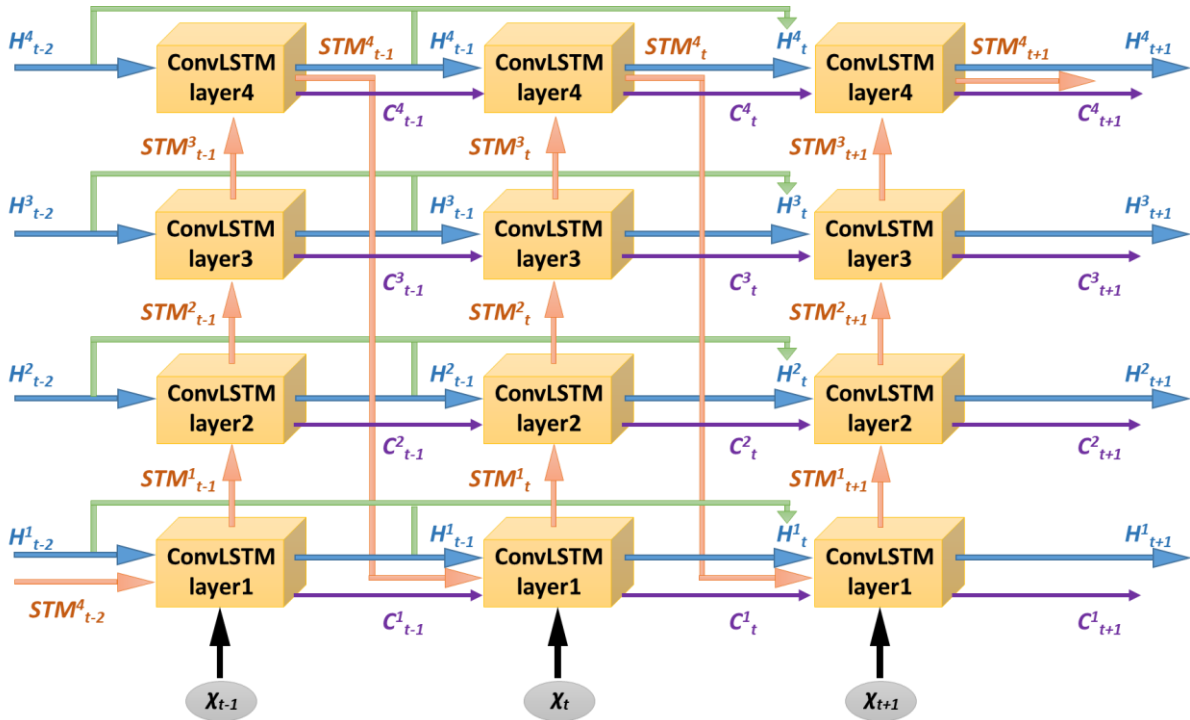 H⁴ₜ₋₂ ConvLSTM layer4 STM⁴ₜ₋₁ H⁴ₜ₋₁ ConvLSTM layer4 STM⁴ₜ H⁴ₜ ConvLSTM layer4 STM⁴ₜ₊₁ H⁴ₜ₊₁
C⁴ₜ₋₁ C⁴ₜ C⁴ₜ₊₁
STM³ₜ₋₁ STM³ₜ STM³ₜ₊₁
H³ₜ₋₂ ConvLSTM layer3 H³ₜ₋₁ ConvLSTM layer3 H³ₜ ConvLSTM layer3 H³ₜ₊₁
C³ₜ₋₁ C³ₜ C³ₜ₊₁
STM²ₜ₋₁ STM²ₜ STM²ₜ₊₁
H²ₜ₋₂ ConvLSTM layer2 H²ₜ₋₁ ConvLSTM layer2 H²ₜ ConvLSTM layer2 H²ₜ₊₁
C²ₜ₋₁ C²ₜ C²ₜ₊₁
STM¹ₜ₋₁ STM¹ₜ STM¹ₜ₊₁
H¹ₜ₋₂ ConvLSTM layer1 H¹ₜ₋₁ ConvLSTM layer1 H¹ₜ ConvLSTM layer1 H¹ₜ₊₁
STM⁴ₜ₋₂ C¹ₜ₋₁ C¹ₜ C¹ₜ₊₁
χₜ₋₁ χₜ χₜ₊₁